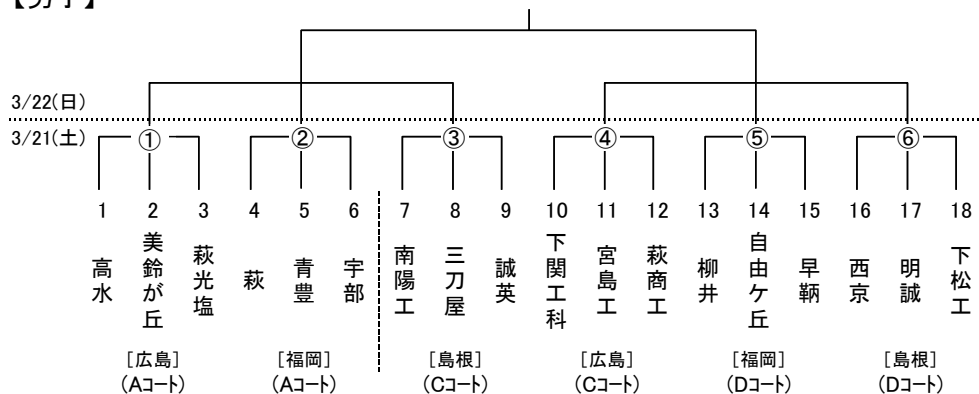 3/22(日)
3/21(土)
① ② ③ ④ ⑤ ⑥
1 2 3 4 5 6 7 8 9 10 11 12 13 14 15 16 17 18
高水
美鈴が丘
萩光塩
萩
青豊
宇部
南陽工
三刀屋
誠英
下関工科
宮島工
萩商工
柳井
自由ケ丘
早鞆
西京
明誠
下松工
[広島] [福岡] [島根] [広島] [福岡] [島根]
(Aコート) (Aコート) (Cコート) (Cコート) (Dコート) (Dコート)